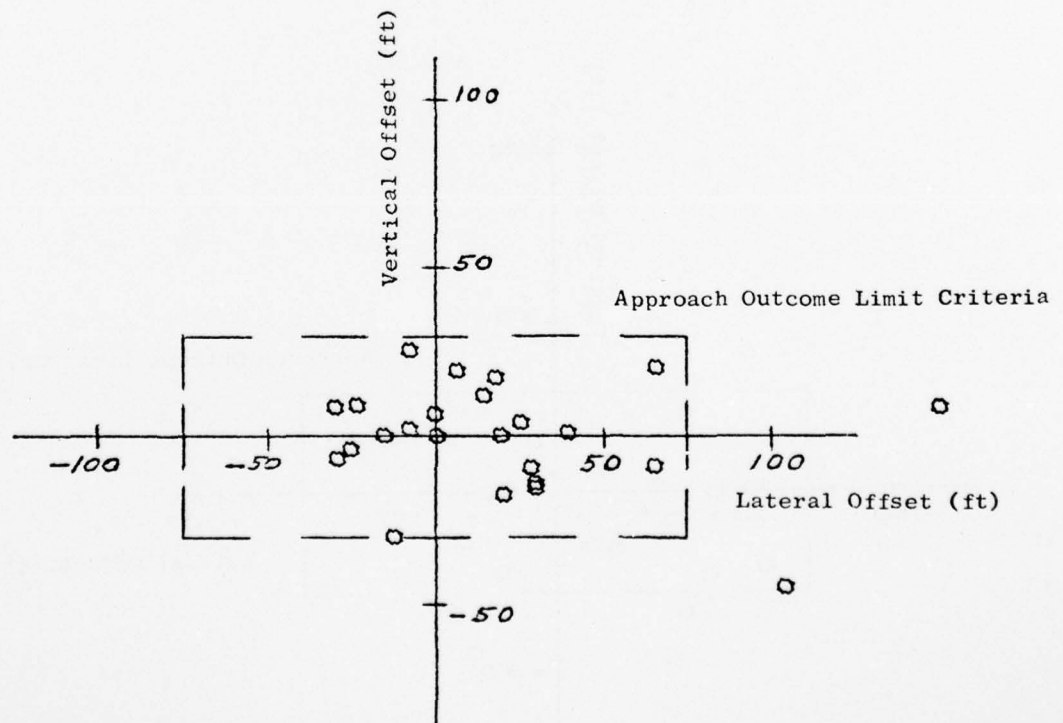 Vertical Offset (ft)
100
50
Approach Outcome Limit Criteria
-100
-50
50
100
Lateral Offset (ft)
-50